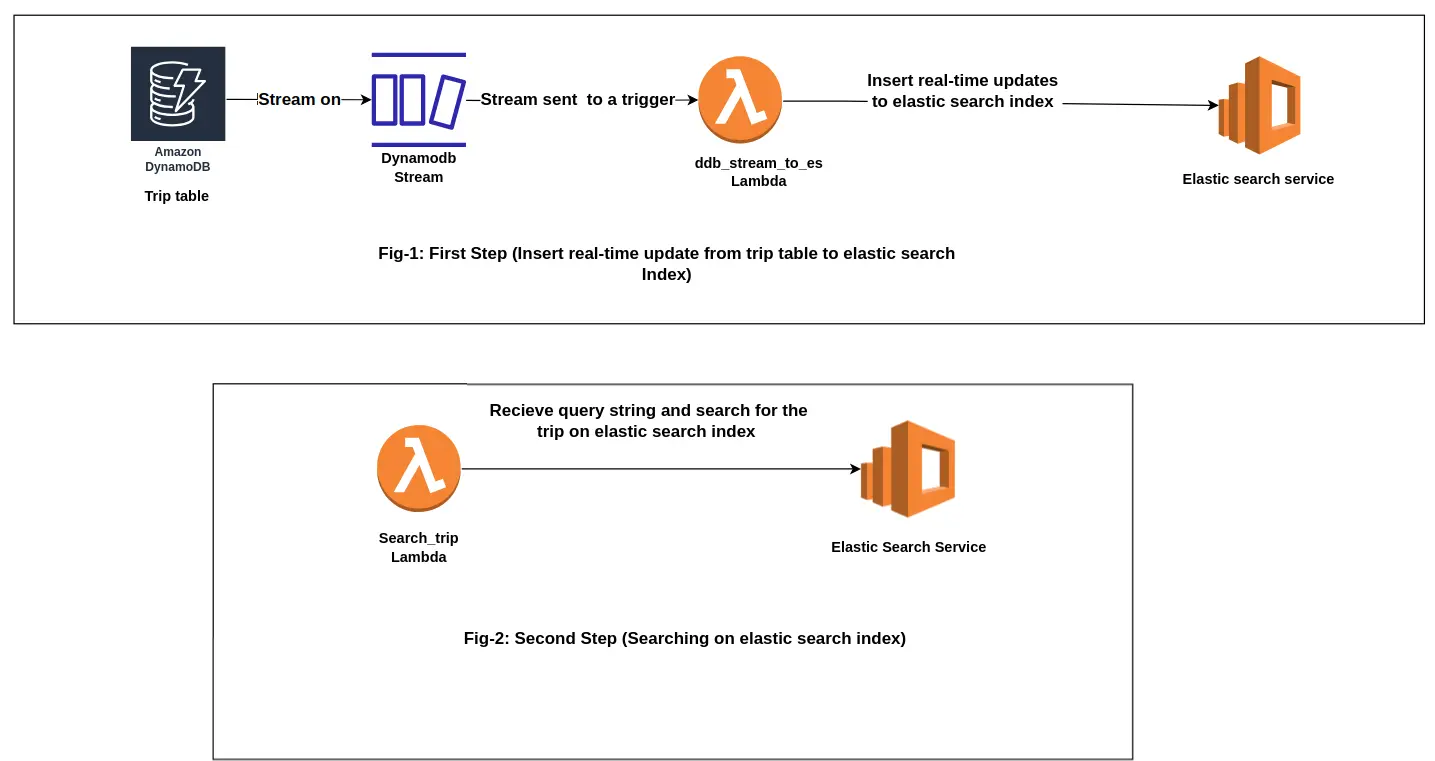 Stream on
Stream sent  to a trigger
Insert real-time updates
to elastic search index
Amazon
DynamoDB
Trip table
Dynamodb
Stream
ddb_stream_to_es
Lambda
Elastic search service
Fig-1: First Step (Insert real-time update from trip table to elastic search
Index)
Recieve query string and search for the
trip on elastic search index
Search_trip
Lambda
Elastic Search Service
Fig-2: Second Step (Searching on elastic search index)